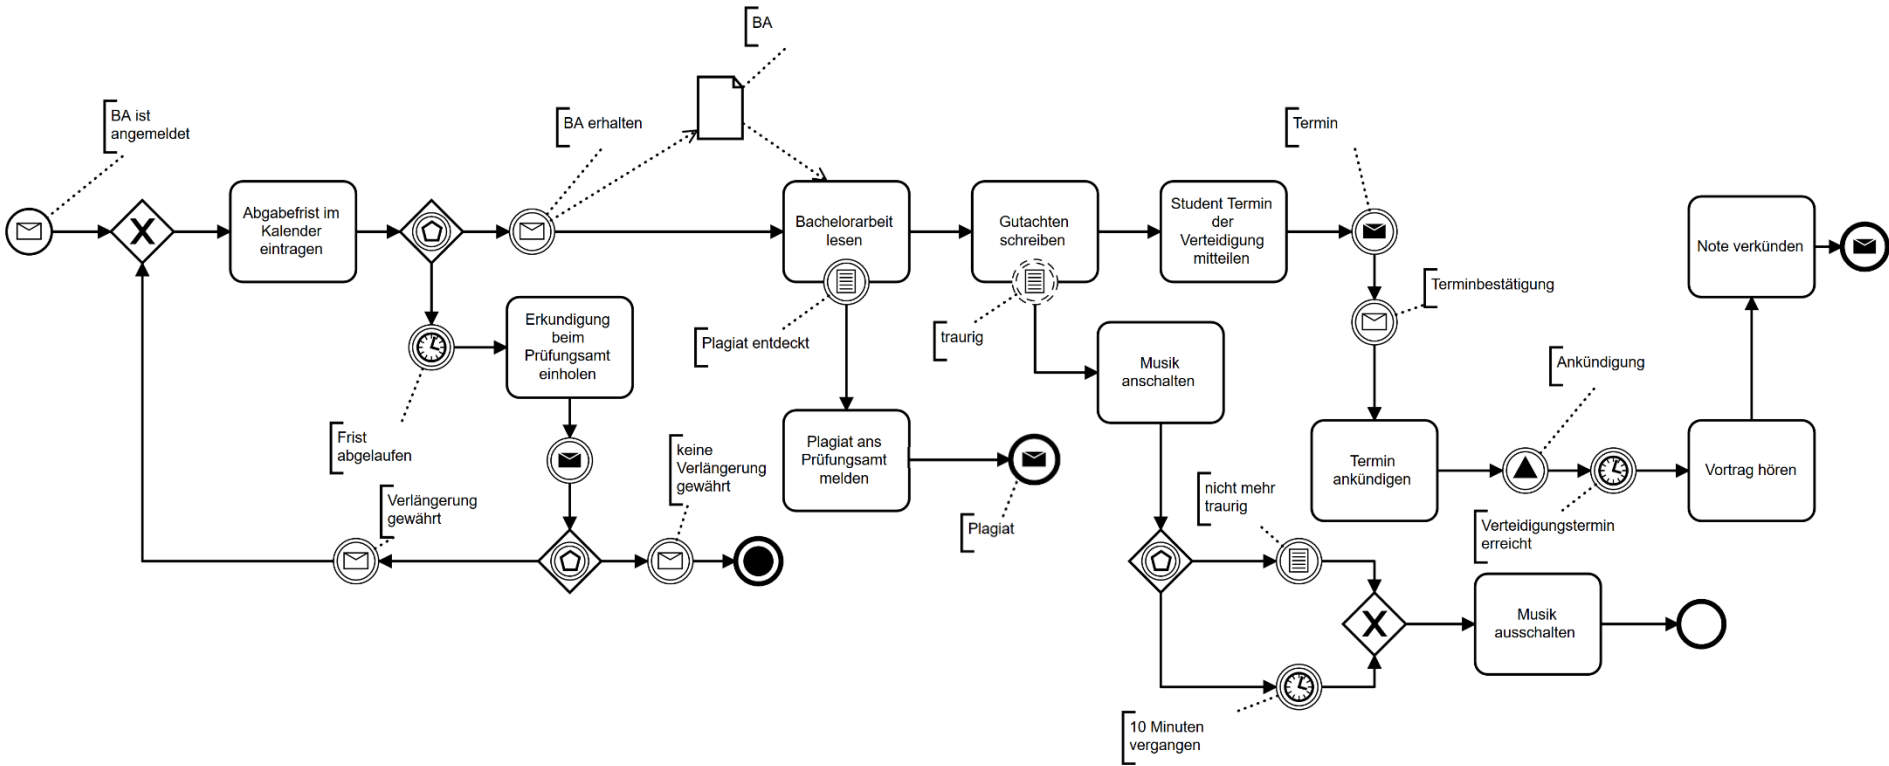 BA
BA ist
angemeldet
BA erhalten
Termin
Abgabefrist im
Kalender
eintragen
Bachelorarbeit
lesen
Gutachten
schreiben
Student Termin
der
Verteidigung
mitteilen
Note verkünden
Terminbestätigung
Erkundigung
beim
Prüfungsamt
einholen
Plagiat entdeckt
traurig
Musik
anschalten
Ankündigung
Frist
abgelaufen
keine
Verlängerung
gewährt
Plagiat ans
Prüfungsamt
melden
Termin
ankündigen
Vortrag hören
Verlängerung
gewährt
nicht mehr
traurig
Plagiat
Verteidigungstermin
erreicht
Musik
ausschalten
10 Minuten
vergangen